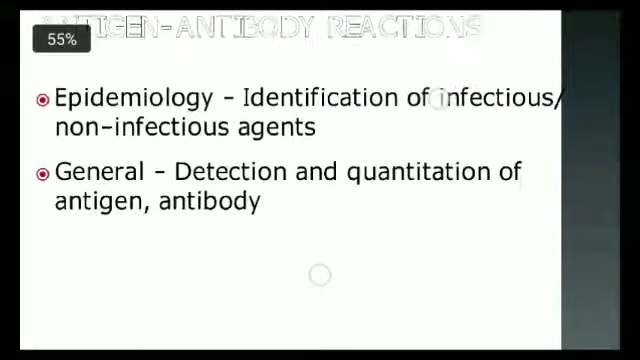 ANTIGEN-ANTIBODY REACTIONS
55%
Epidemiology - Identification of infectious/
non-infectious agents
General - Detection and quantitation of
antigen, antibody